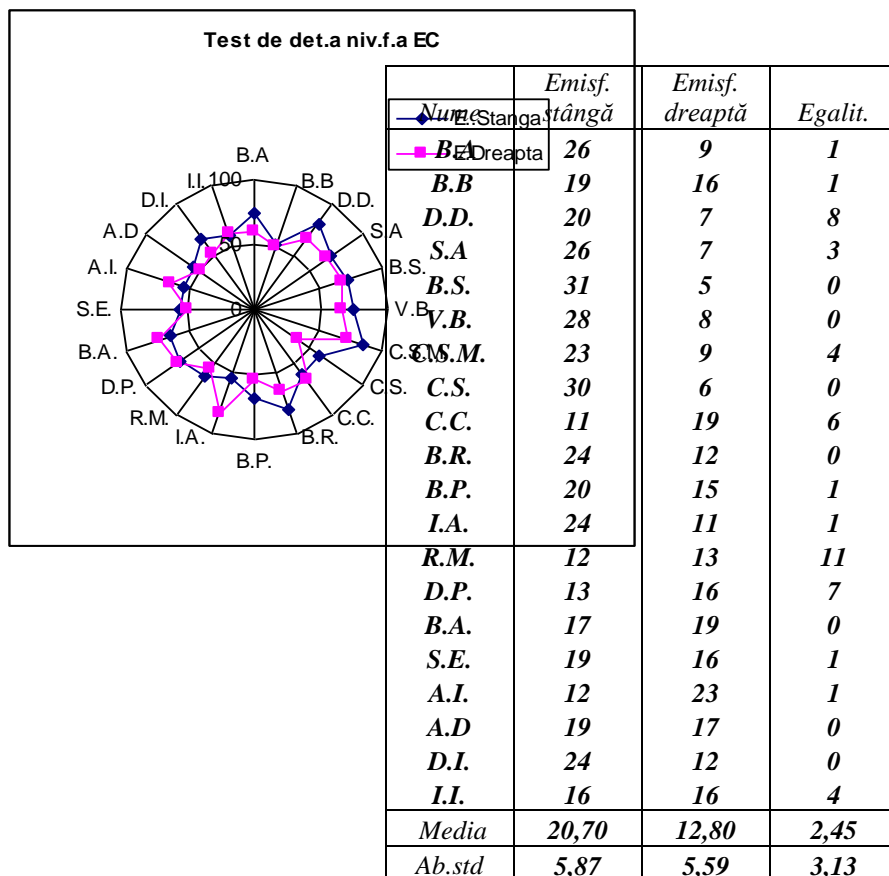 Test de det.a niv.f.a EC
E.Stanga
E.Dreapta
100
50
0
B.A
B.B
D.D.
S.A
B.S.
V.B.
C.S.M.
C.S.
C.C.
B.R.
B.P.
I.A.
R.M.
D.P.
B.A.
S.E.
A.I.
A.D
D.I.
I.I.
Nume Emisf. stângă Emisf. dreaptă Egalit.
B.A 26 9 1
B.B 19 16 1
D.D. 20 7 8
S.A 26 7 3
B.S. 31 5 0
V.B. 28 8 0
C.S.M. 23 9 4
C.S. 30 6 0
C.C. 11 19 6
B.R. 24 12 0
B.P. 20 15 1
I.A. 24 11 1
R.M. 12 13 11
D.P. 13 16 7
B.A. 17 19 0
S.E. 19 16 1
A.I. 12 23 1
A.D 19 17 0
D.I. 24 12 0
I.I. 16 16 4
Media 20,70 12,80 2,45
Ab.std 5,87 5,59 3,13